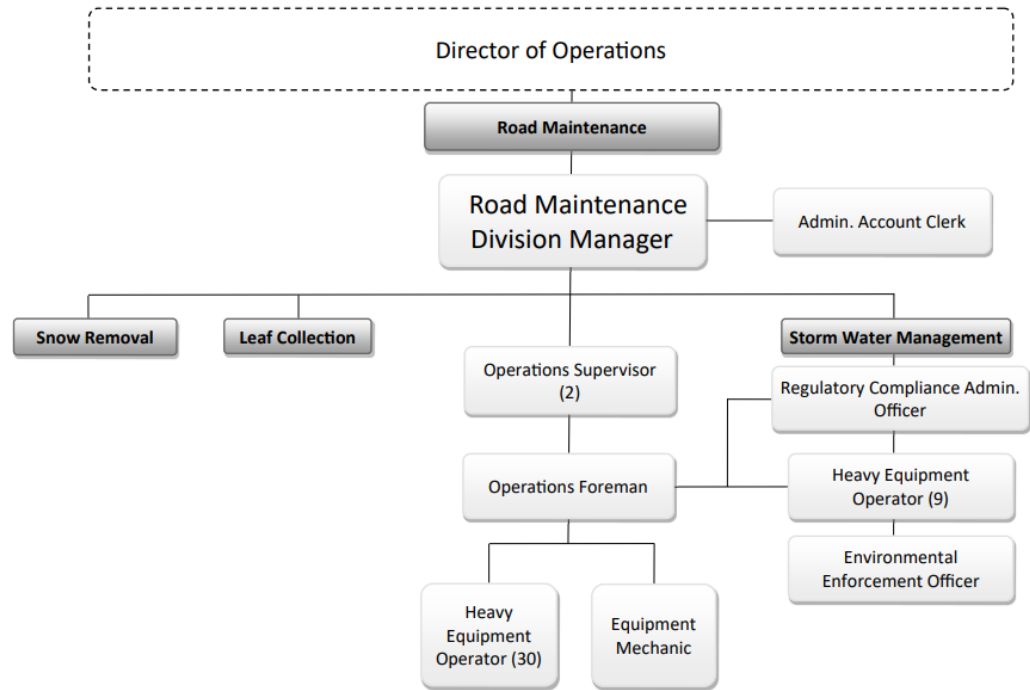 Director of Operations
Road Maintenance
Road Maintenance
Division Manager
Admin. Account Clerk
Snow Removal
Leaf Collection
Storm Water Management
Operations Supervisor
(2)
Regulatory Compliance Admin.
Officer
Operations Foreman
Heavy Equipment
Operator (9)
Environmental
Enforcement Officer
Heavy
Equipment
Operator (30)
Equipment
Mechanic